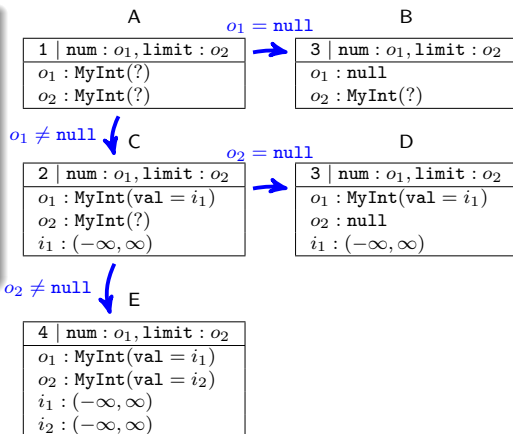 A
B
o₁ = null
1 | num : o₁, limit : o₂
o₁ : MyInt(?)
o₂ : MyInt(?)
3 | num : o₁, limit : o₂
o₁ : null
o₂ : MyInt(?)
o₁ ≠ null
C
o₂ = null
D
2 | num : o₁, limit : o₂
o₁ : MyInt(val = i₁)
o₂ : MyInt(?)
i₁ : (−∞, ∞)
3 | num : o₁, limit : o₂
o₁ : MyInt(val = i₁)
o₂ : null
i₁ : (−∞, ∞)
o₂ ≠ null
E
4 | num : o₁, limit : o₂
o₁ : MyInt(val = i₁)
o₂ : MyInt(val = i₂)
i₁ : (−∞, ∞)
i₂ : (−∞, ∞)